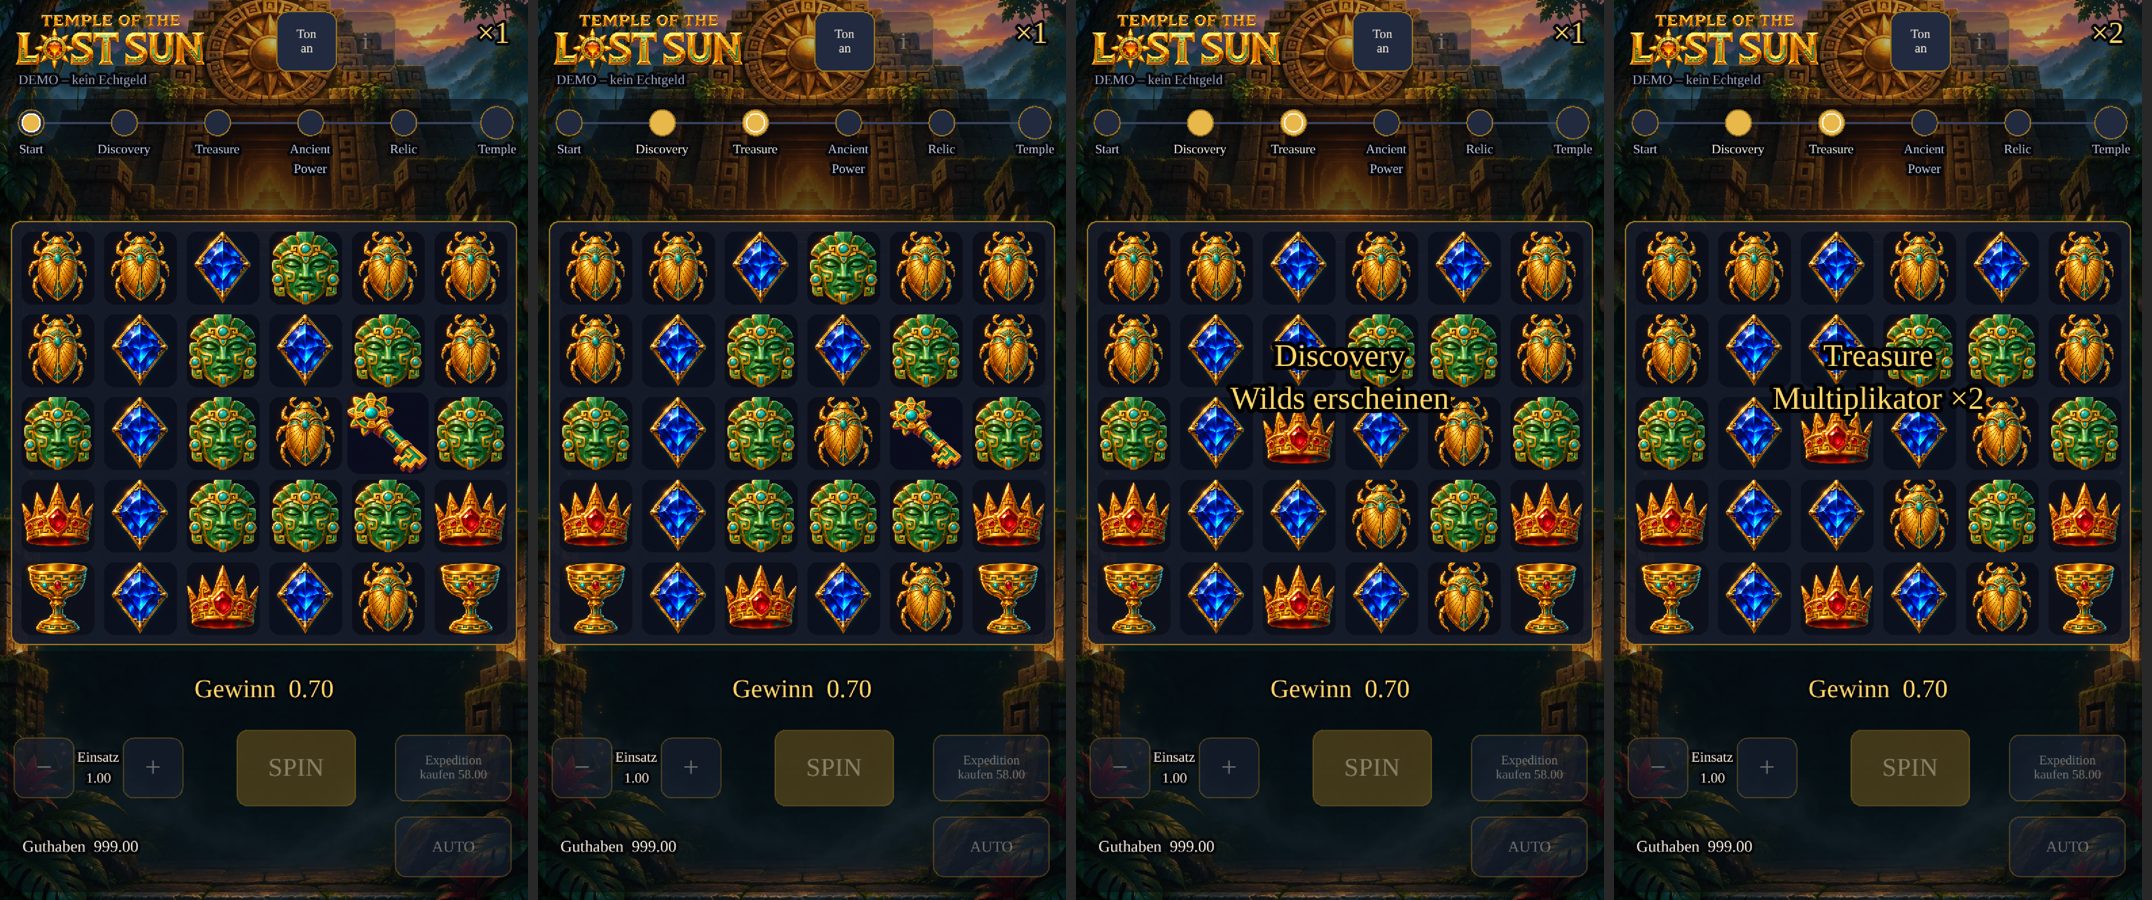 TEMPLE OF THE
LOST SUN
DEMO – kein Echtgeld
Ton
an
i
×1
Start
Discovery
Treasure
Ancient
Power
Relic
Temple
Gewinn 0.70
−
Einsatz
1.00
+
SPIN
Expedition
kaufen 58.00
Guthaben 999.00
AUTO
TEMPLE OF THE
LOST SUN
DEMO – kein Echtgeld
Ton
an
i
×1
Start
Discovery
Treasure
Ancient
Power
Relic
Temple
Gewinn 0.70
−
Einsatz
1.00
+
SPIN
Expedition
kaufen 58.00
Guthaben 999.00
AUTO
TEMPLE OF THE
LOST SUN
DEMO – kein Echtgeld
Ton
an
i
×1
Start
Discovery
Treasure
Ancient
Power
Relic
Temple
Discovery
Wilds erscheinen
Gewinn 0.70
−
Einsatz
1.00
+
SPIN
Expedition
kaufen 58.00
Guthaben 999.00
AUTO
TEMPLE OF THE
LOST SUN
DEMO – kein Echtgeld
Ton
an
i
×2
Start
Discovery
Treasure
Ancient
Power
Relic
Temple
Treasure
Multiplikator ×2
Gewinn 0.70
−
Einsatz
1.00
+
SPIN
Expedition
kaufen 58.00
Guthaben 999.00
AUTO